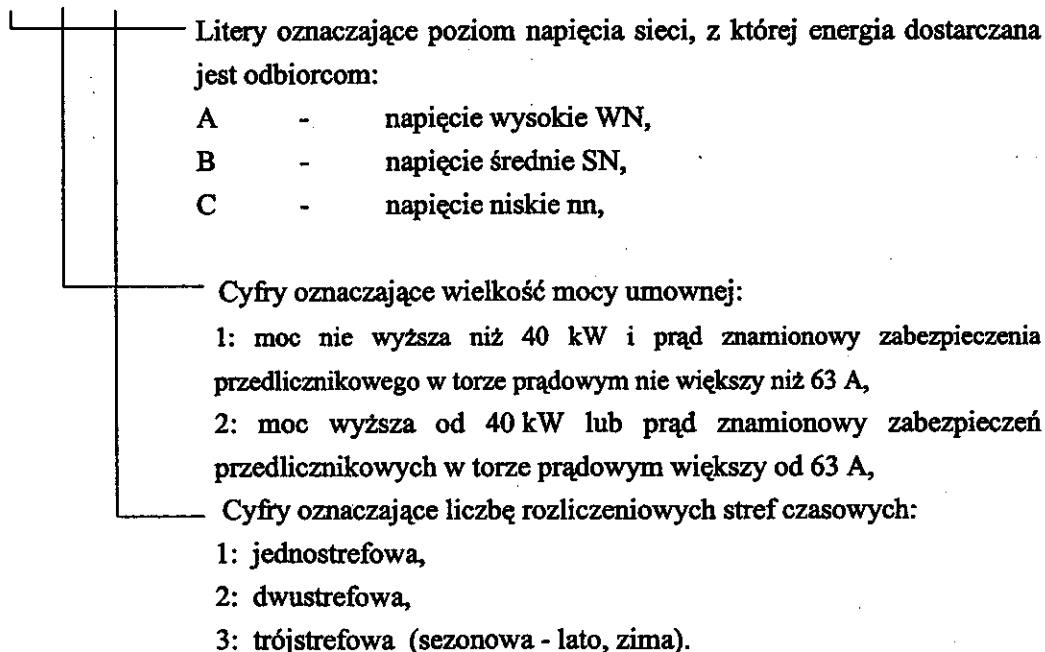 Litery oznaczające poziom napięcia sieci, z której energia dostarczana
jest odbiorcom:
A - napięcie wysokie WN,
B - napięcie średnie SN,
C - napięcie niskie nn,
Cyfry oznaczające wielkość mocy umownej:
1: moc nie wyższa niż 40 kW i prąd znamionowy zabezpieczenia
przedlicznikowego w torze prądowym nie większy niż 63 A,
2: moc wyższa od 40 kW lub prąd znamionowy zabezpieczeń
przedlicznikowych w torze prądowym większy od 63 A,
Cyfry oznaczające liczbę rozliczeniowych stref czasowych:
1: jednostrefowa,
2: dwustrefowa,
3: trójstrefowa (sezonowa - lato, zima).